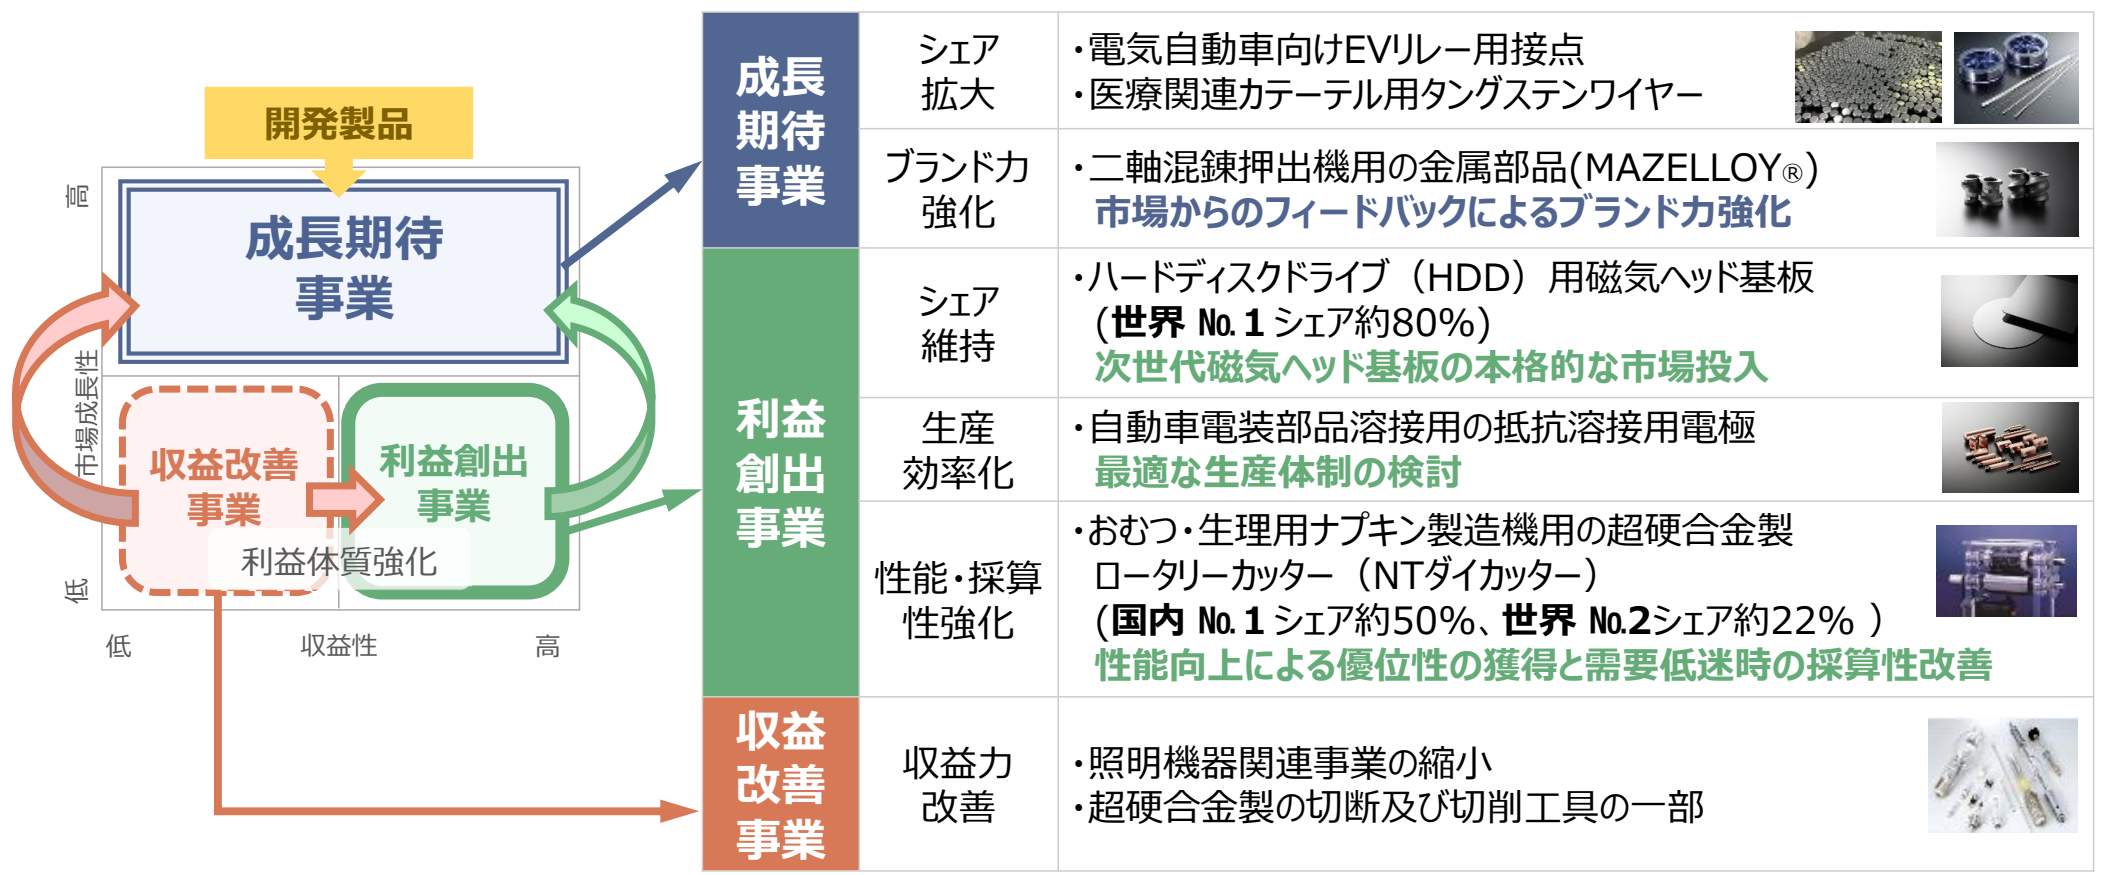 開発製品
高
成長期待
事業
市場成長性
収益改善
事業
利益創出
事業
利益体質強化
低
低
収益性
高
成長
期待
事業
シェア
拡大
・電気自動車向けEVリレー用接点
・医療関連カテーテル用タングステンワイヤー
ブランド力
強化
・二軸混錬押出機用の金属部品(MAZELLOY®)
市場からのフィードバックによるブランド力強化
利益
創出
事業
シェア
維持
・ハードディスクドライブ（HDD）用磁気ヘッド基板
(世界 №1 シェア約80%)
次世代磁気ヘッド基板の本格的な市場投入
生産
効率化
・自動車電装部品溶接用の抵抗溶接用電極
最適な生産体制の検討
性能・採算
性強化
・おむつ・生理用ナプキン製造機用の超硬合金製
ロータリーカッター（NTダイカッター）
(国内 №1 シェア約50%、世界 №2シェア約22% ）
性能向上による優位性の獲得と需要低迷時の採算性改善
収益
改善
事業
収益力
改善
・照明機器関連事業の縮小
・超硬合金製の切断及び切削工具の一部